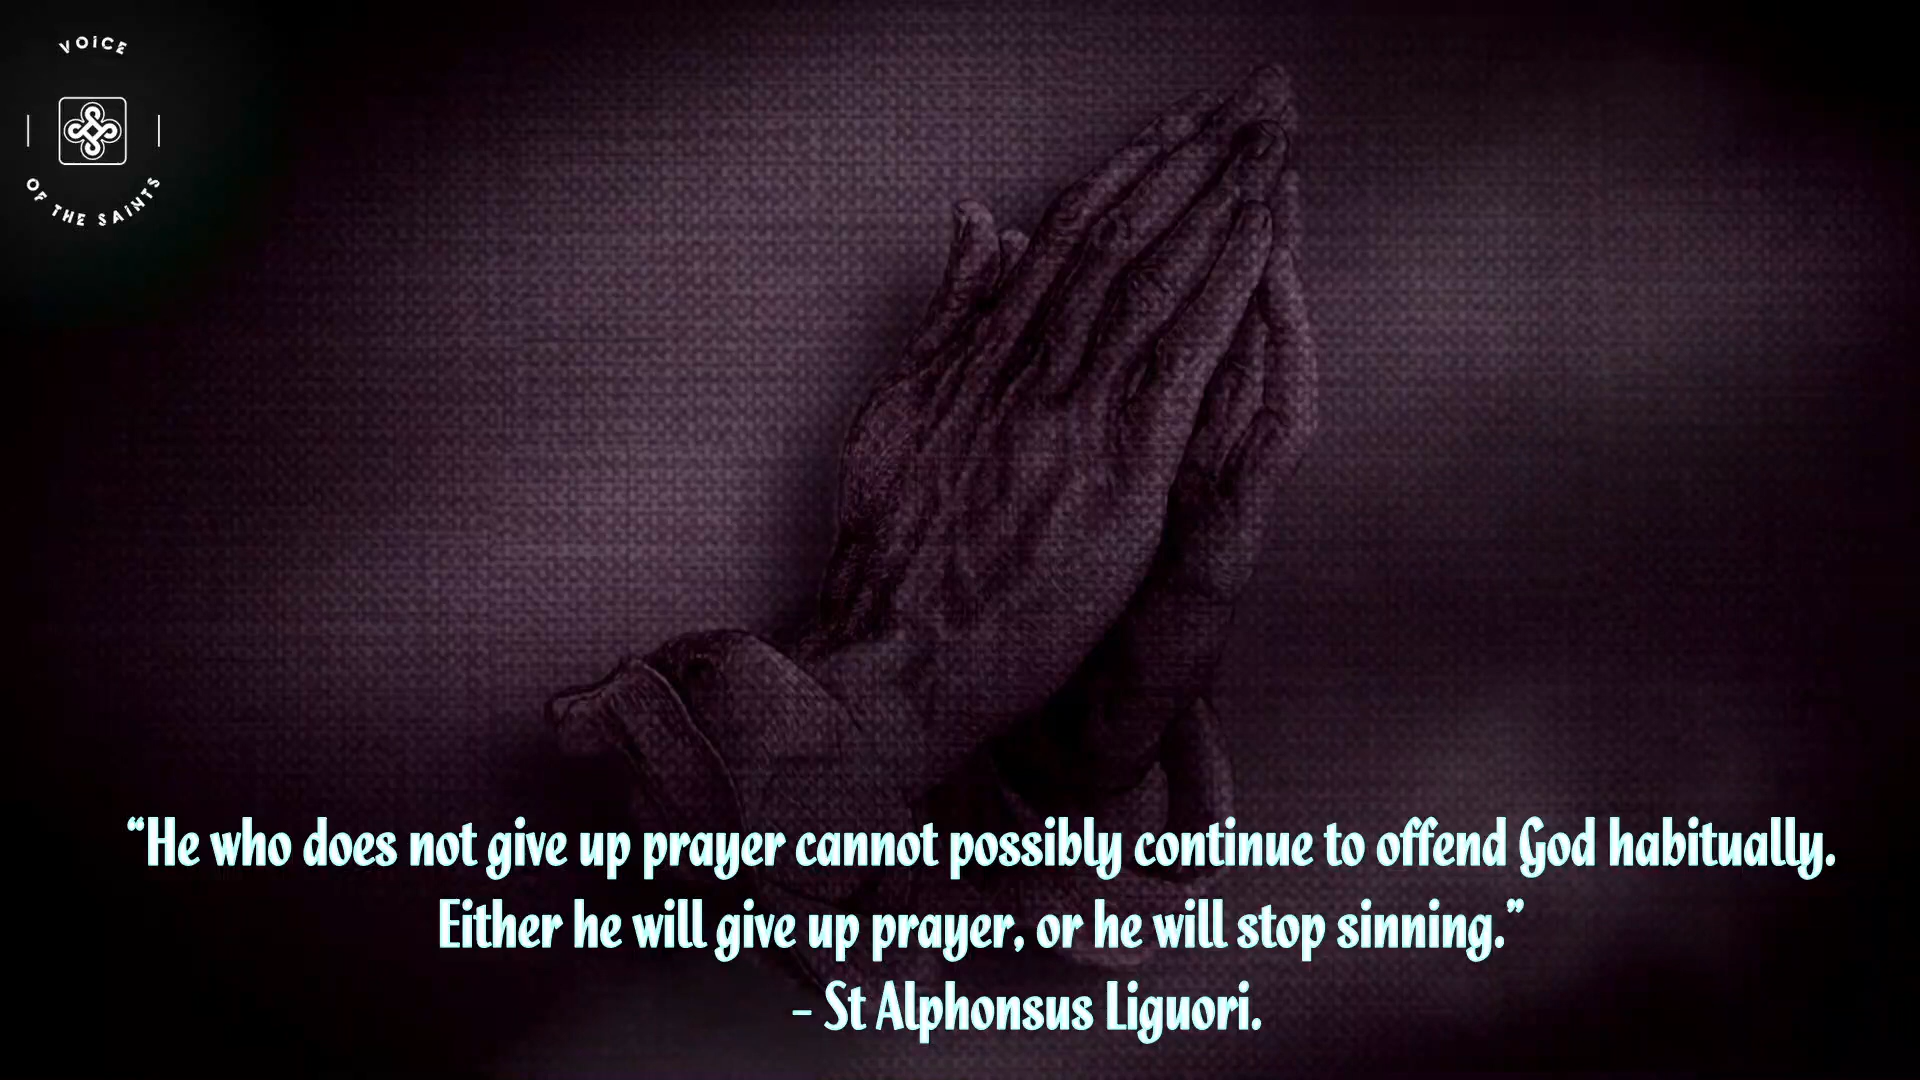 VOiCE
OF THE SAiNTS
“He who does not give up prayer cannot possibly continue to offend God habitually.
Either he will give up prayer, or he will stop sinning.”
– St Alphonsus Liguori.